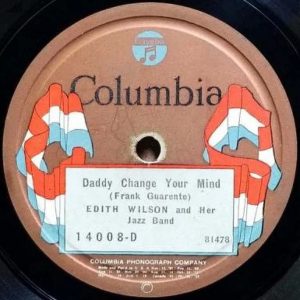 Columbia
Daddy Change Your Mind
(Frank Guarente)
EDITH WILSON and Her
Jazz Band
14008-D 81478
COLUMBIA PHONOGRAPH COMPANY